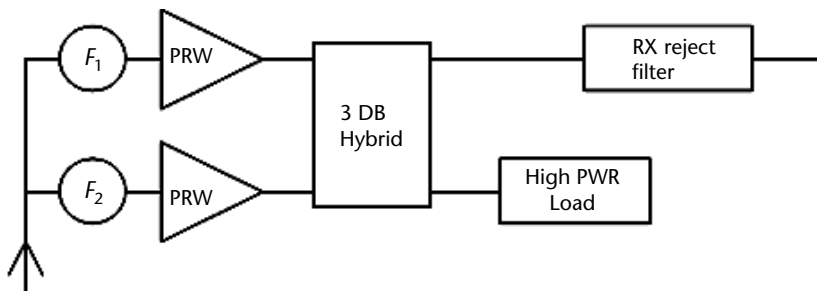 F1
PRW
3 DB
Hybrid
RX reject
filter
F2
PRW
High PWR
Load